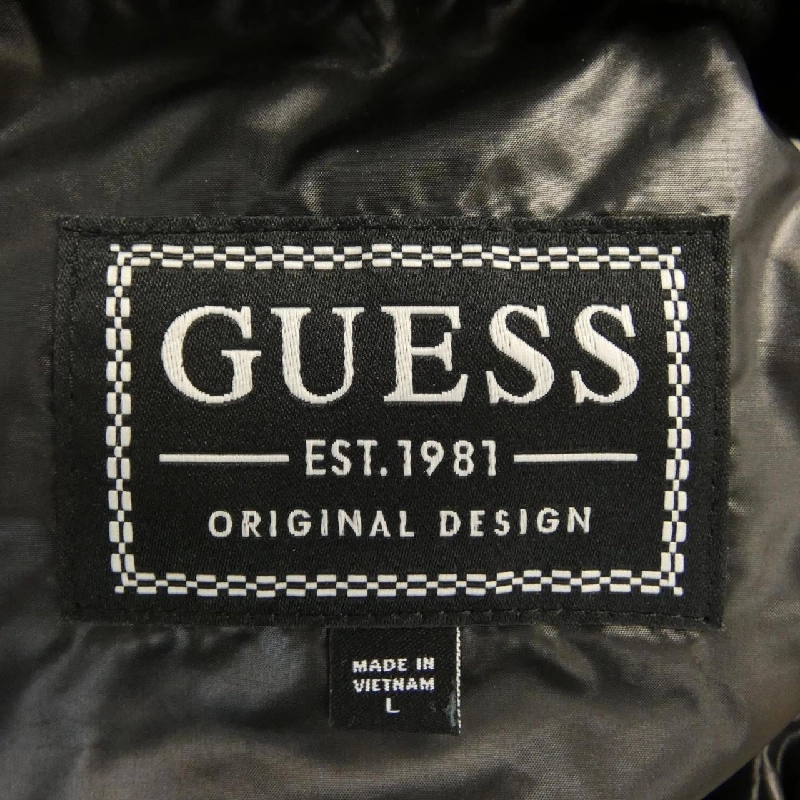 GUESS
EST. 1981
ORIGINAL DESIGN
MADE IN
VIETNAM
L